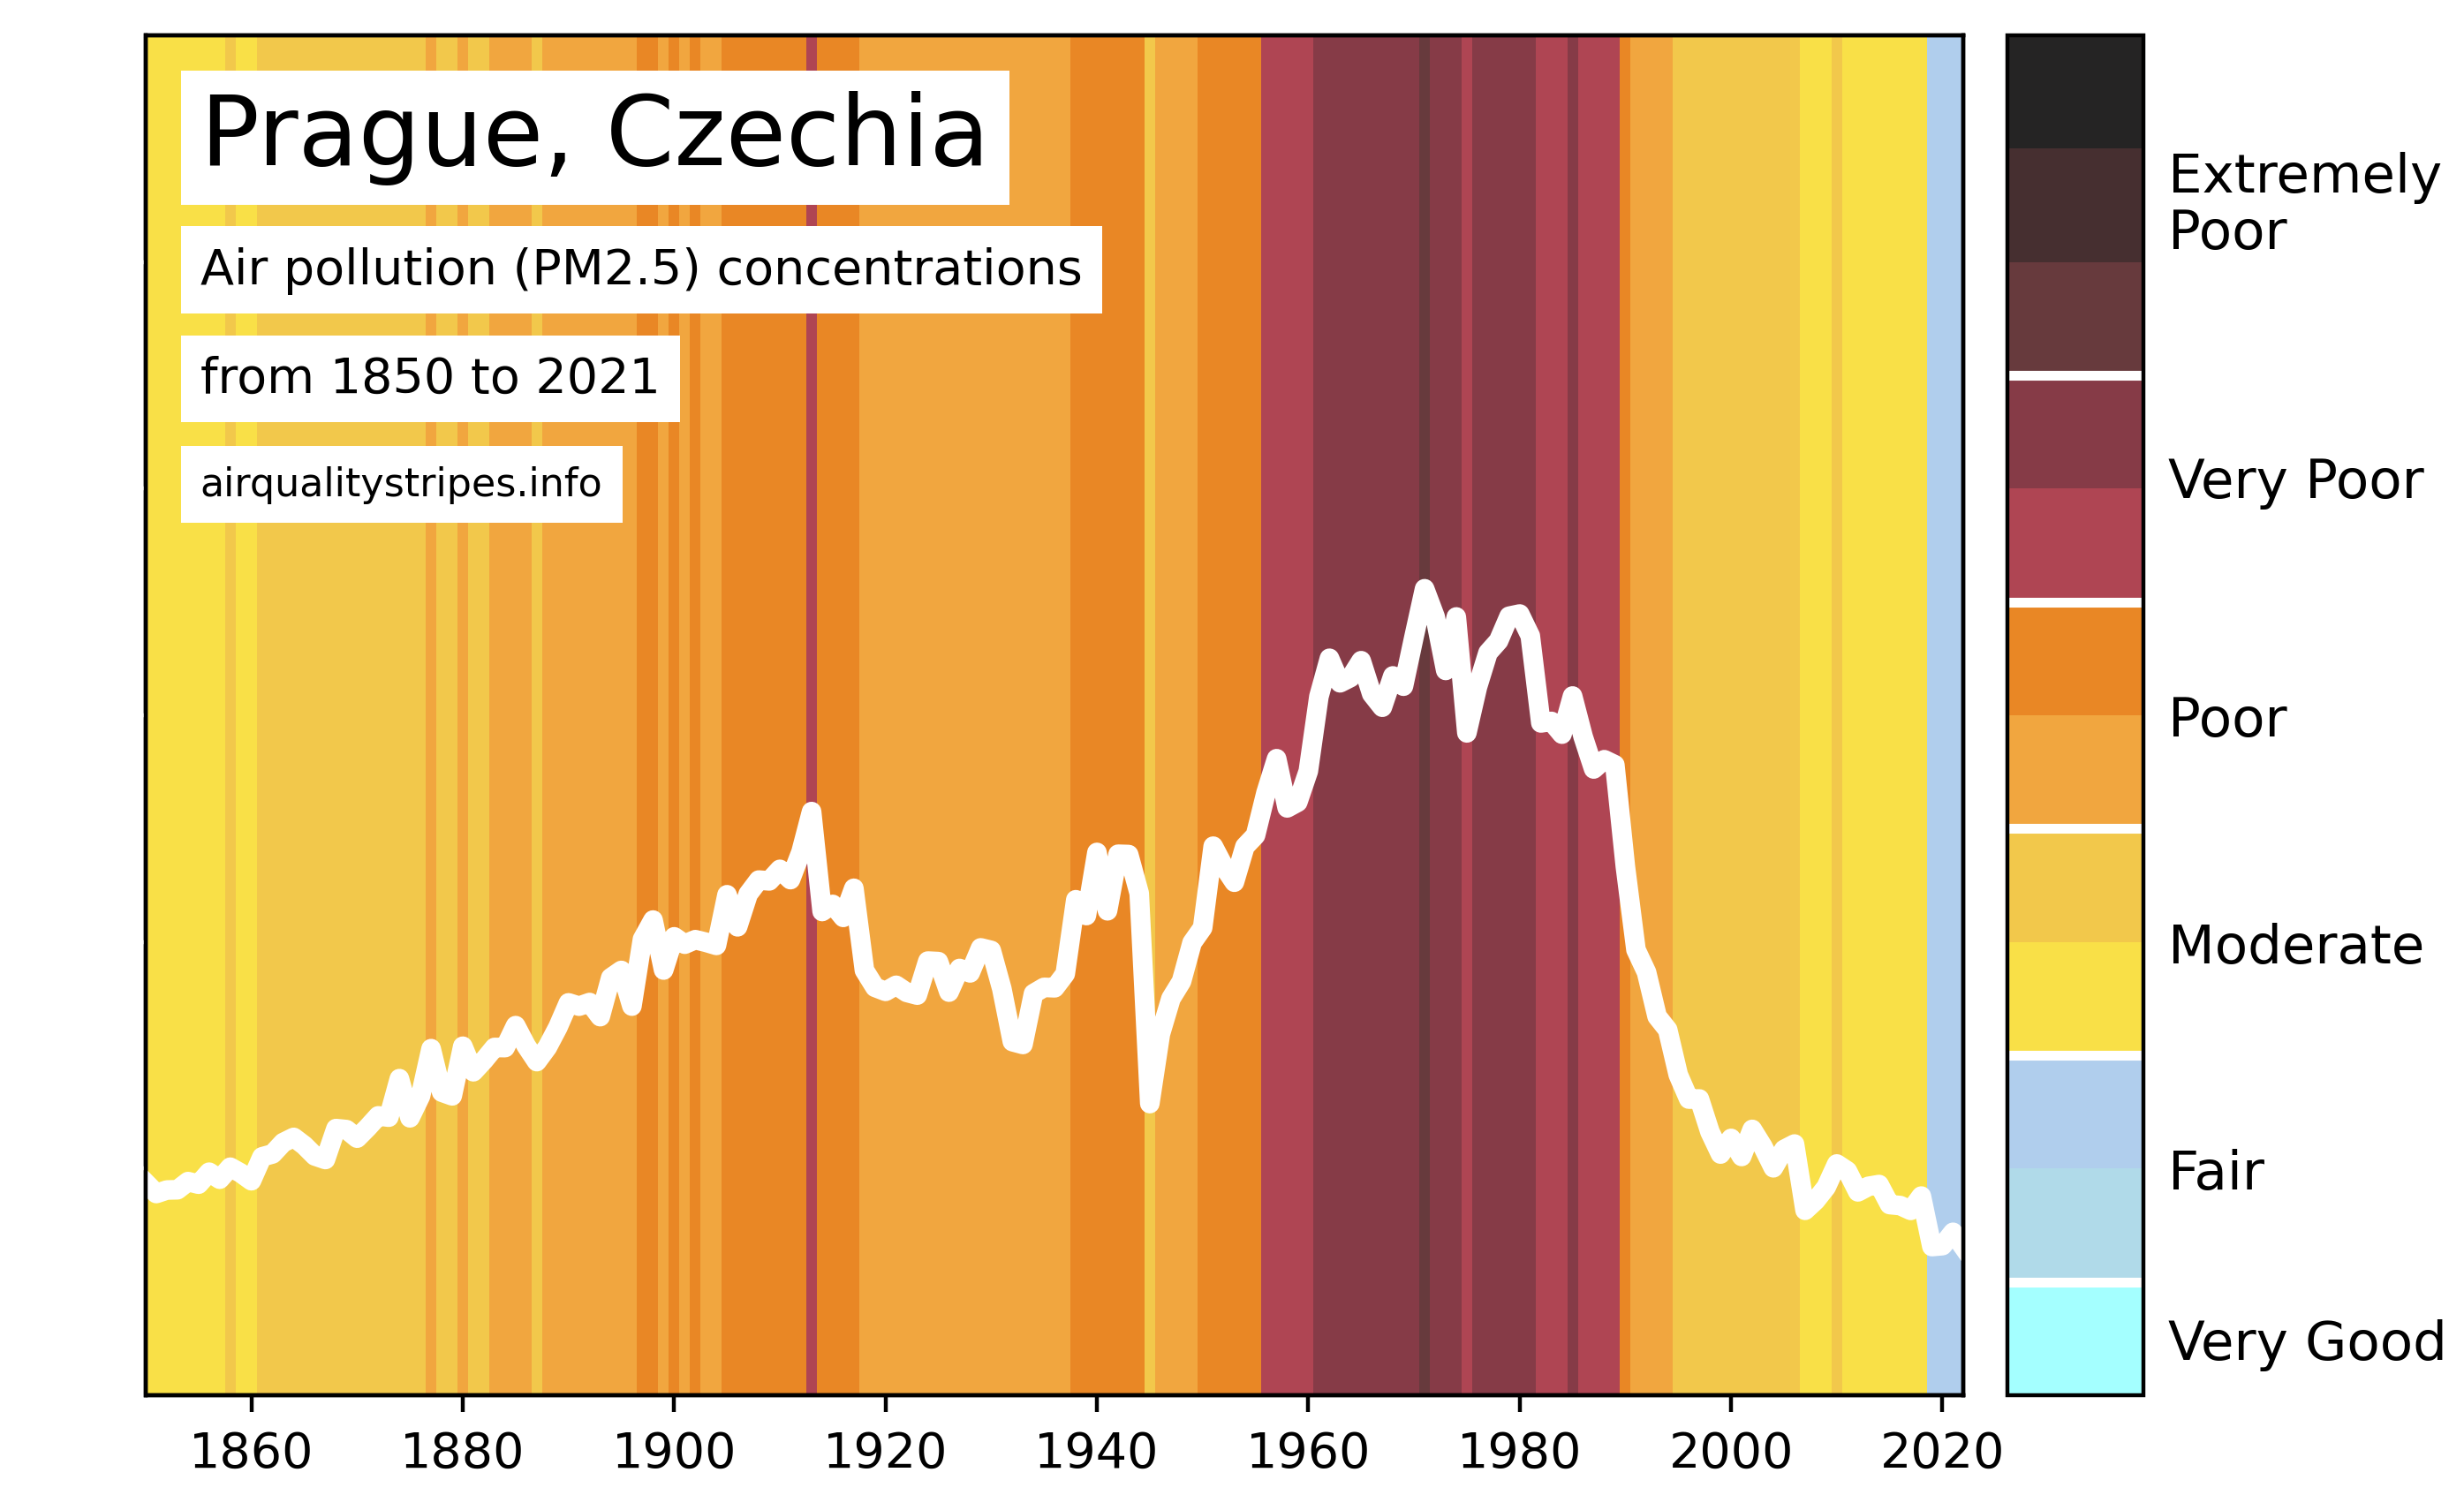 Prague, Czechia
Air pollution (PM2.5) concentrations
from 1850 to 2021
airqualitystripes.info
Extremely
Poor
Very Poor
Poor
Moderate
Fair
Very Good
1860 1880 1900 1920 1940 1960 1980 2000 2020